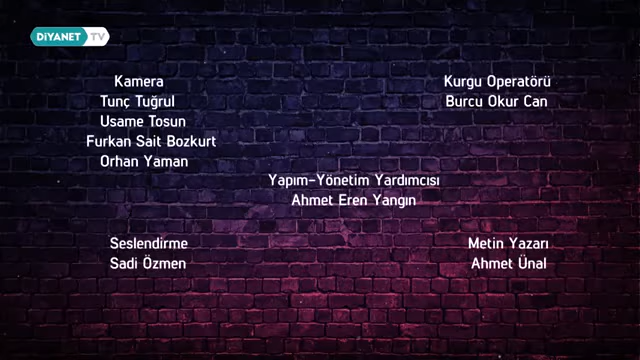 DİYANET TV
Kamera
Tunç Tuğrul
Usame Tosun
Furkan Sait Bozkurt
Orhan Yaman
Kurgu Operatörü
Burcu Okur Can
Yapım-Yönetim Yardımcısı
Ahmet Eren Yangın
Seslendirme
Sadi Özmen
Metin Yazarı
Ahmet Ünal